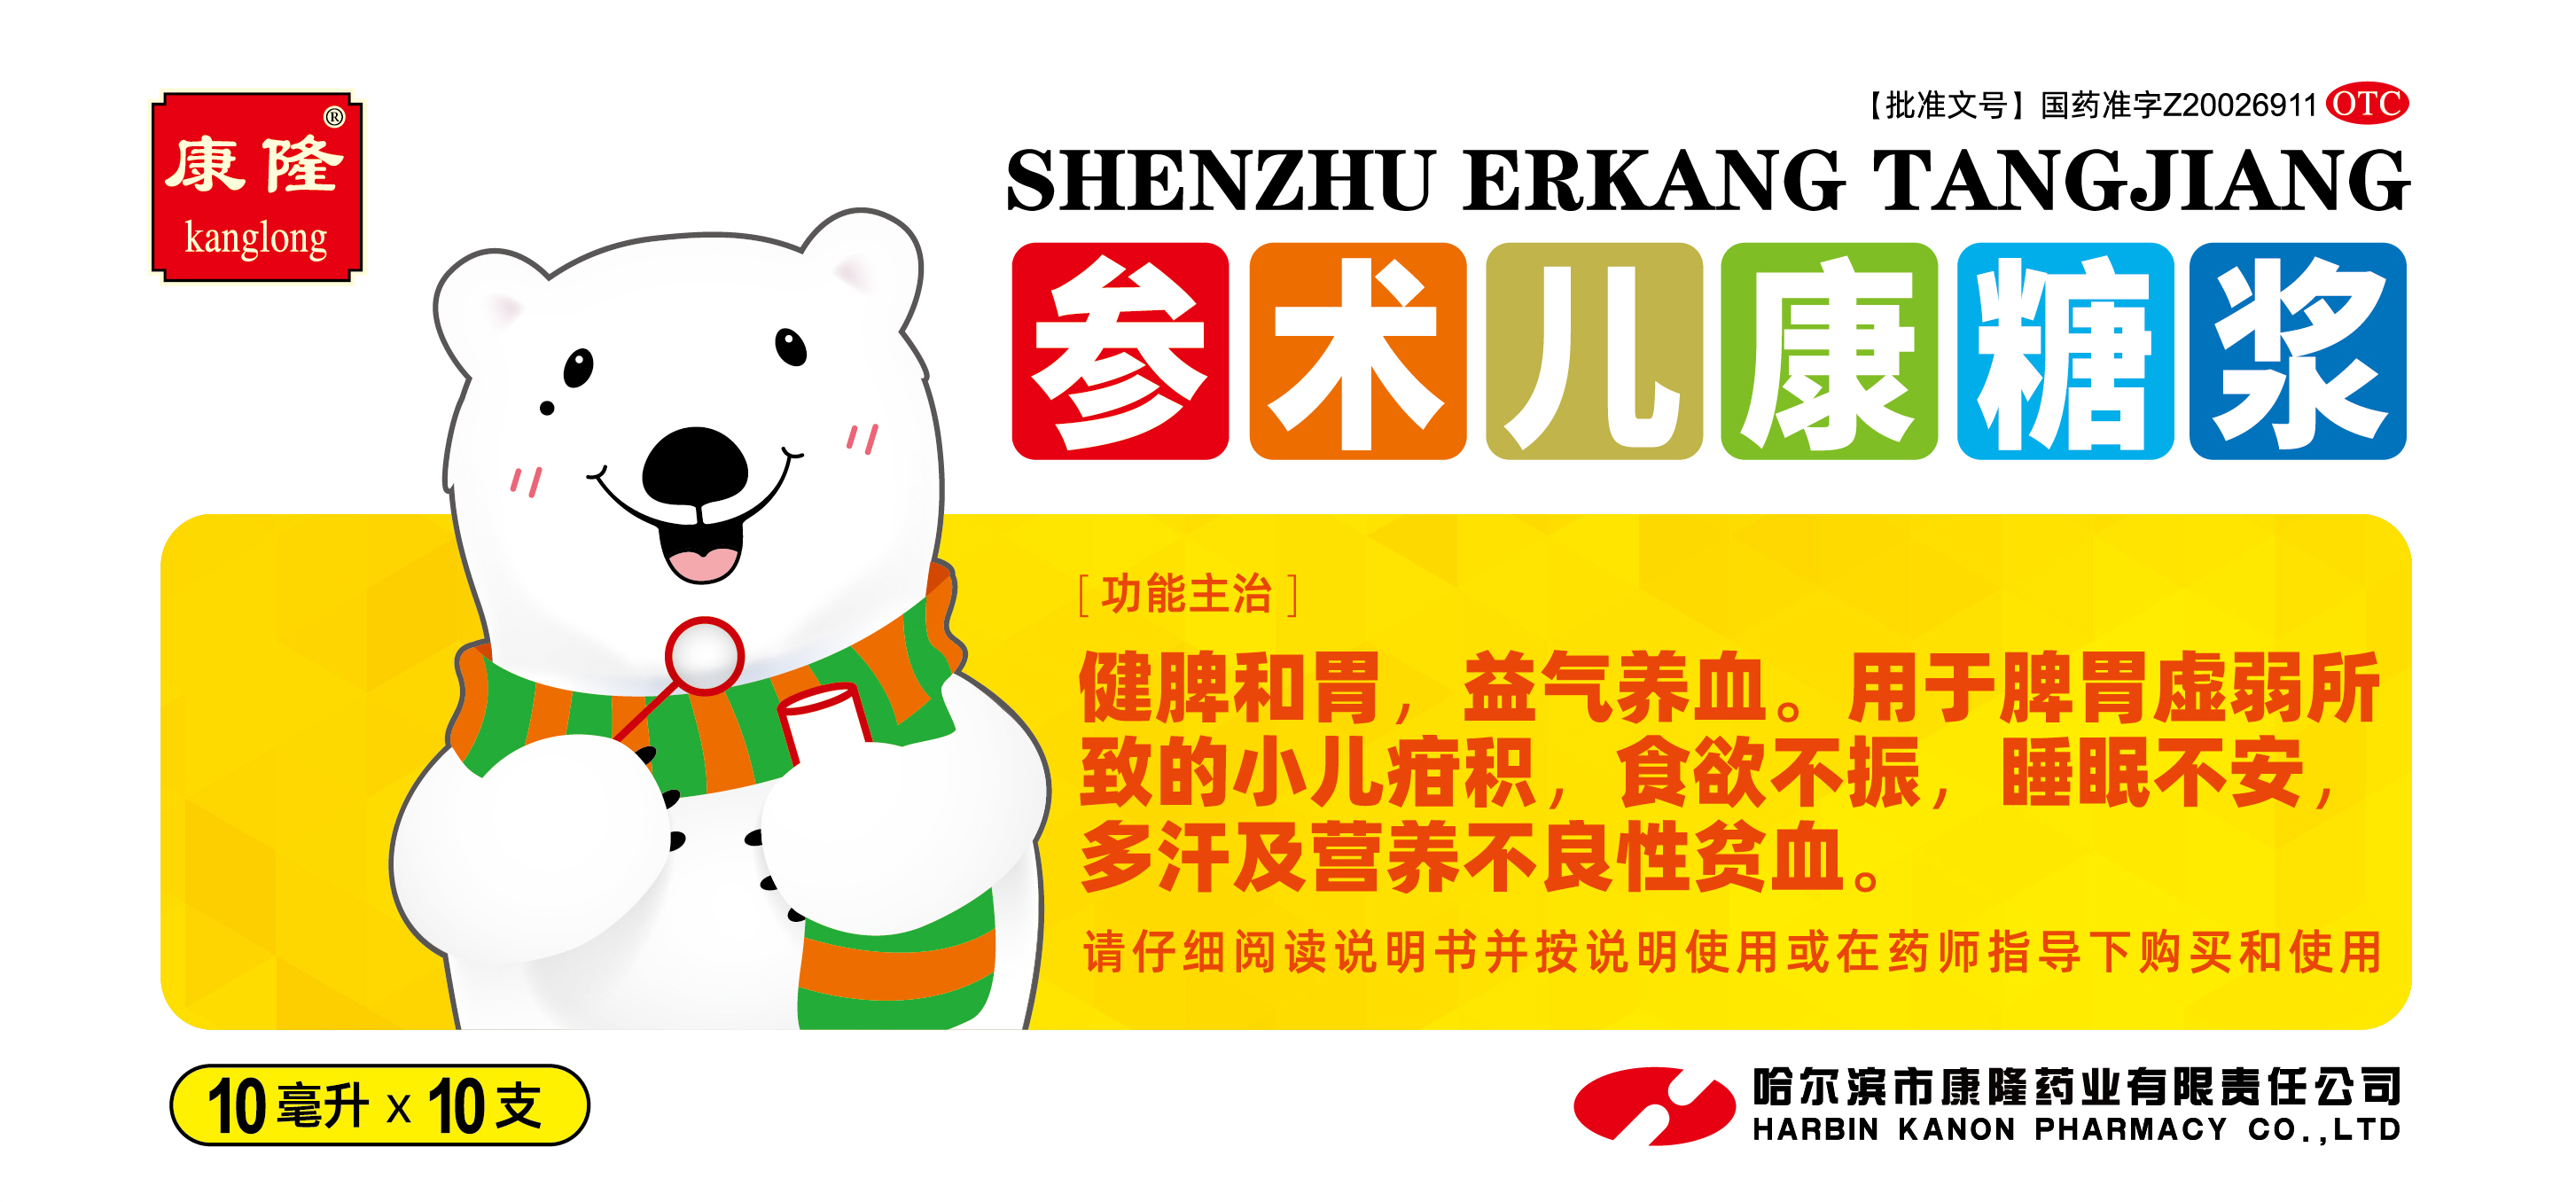 康隆®
kanglong
【批准文号】国药准字Z20026911 OTC
SHENZHU ERKANG TANGJIANG
参术儿康糖浆
[功能主治]
健脾和胃，益气养血。用于脾胃虚弱所
致的小儿疳积，食欲不振，睡眠不安，
多汗及营养不良性贫血。
请仔细阅读说明书并按说明使用或在药师指导下购买和使用
10毫升x10支
哈尔滨市康隆药业有限责任公司
HARBIN KANON PHARMACY CO.,LTD